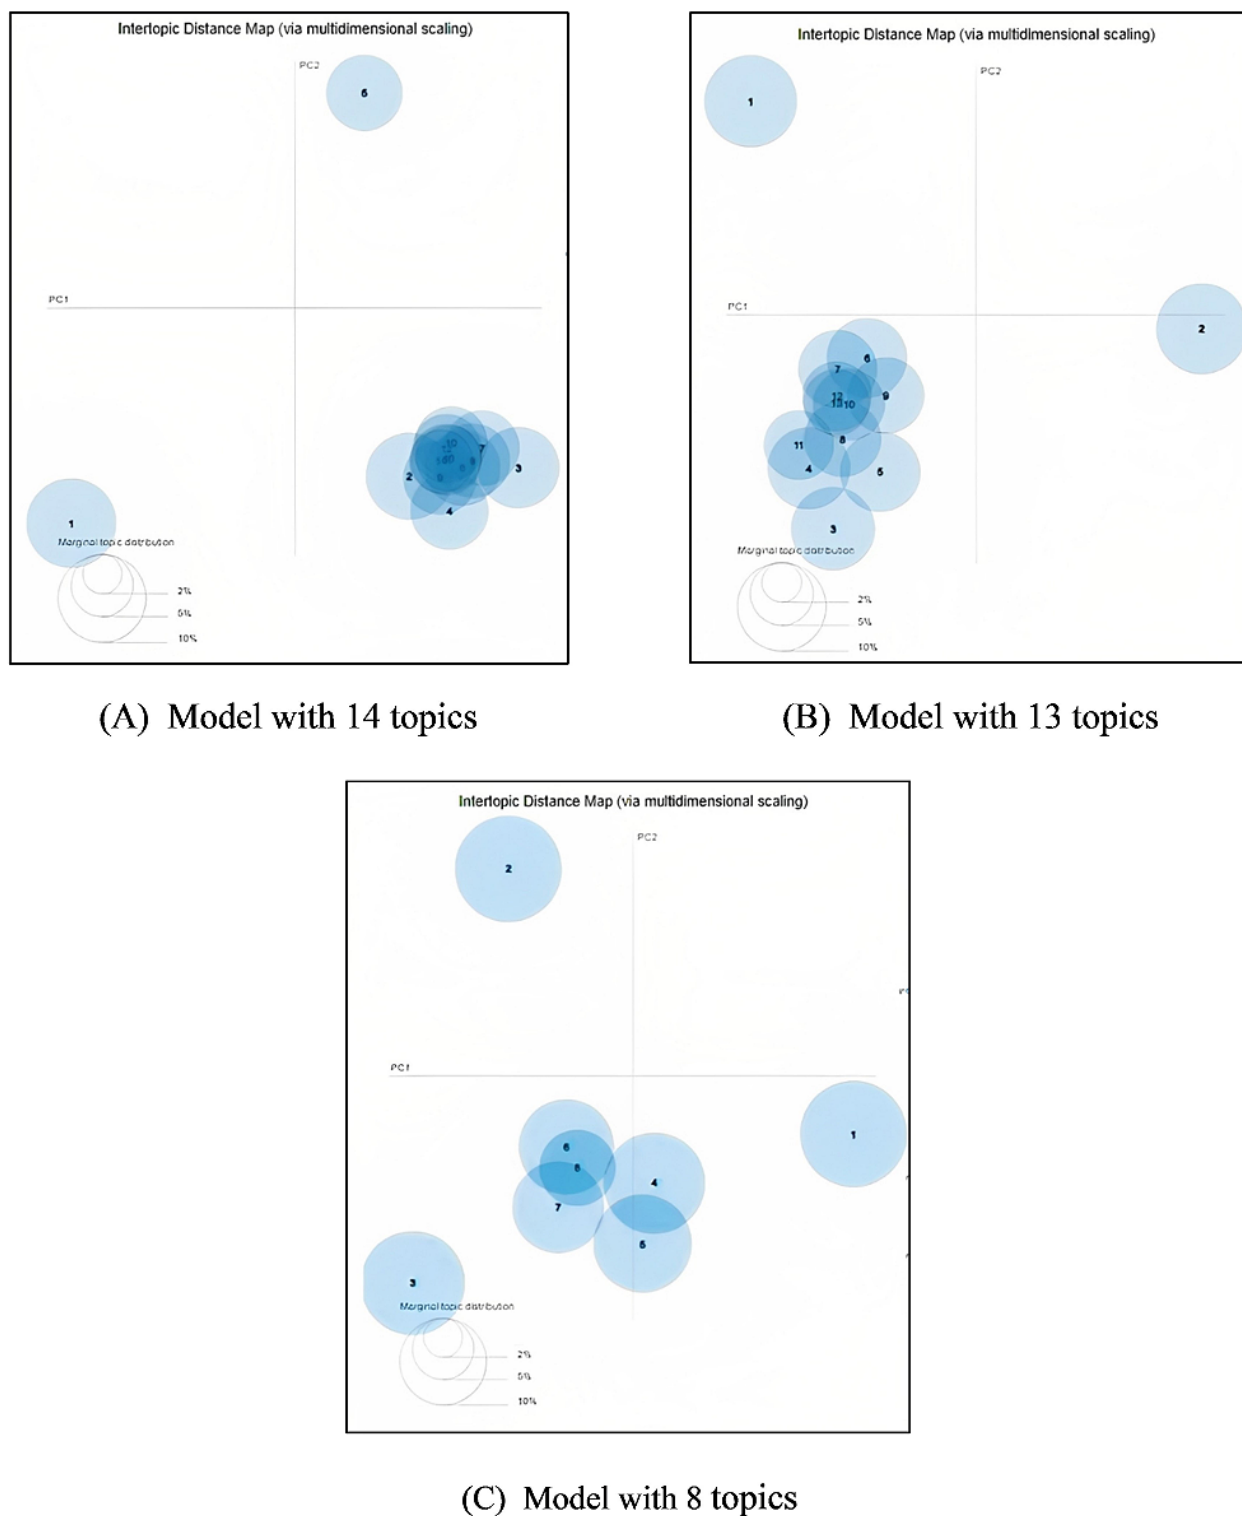 Intertopic Distance Map (via multidimensional scaling)
PC2
PC1
10
7
2
3
9
4
1
Marginal topic distribution
2%
5%
10%
(A) Model with 14 topics
Intertopic Distance Map (via multidimensional scaling)
1
PC2
PC1
2
6
7
12
13
10
9
11
8
4
5
3
Marginal topic distribution
2%
5%
10%
(B) Model with 13 topics
Intertopic Distance Map (via multidimensional scaling)
PC2
2
PC1
1
6
4
7
5
3
Marginal topic distribution
2%
5%
10%
(C) Model with 8 topics